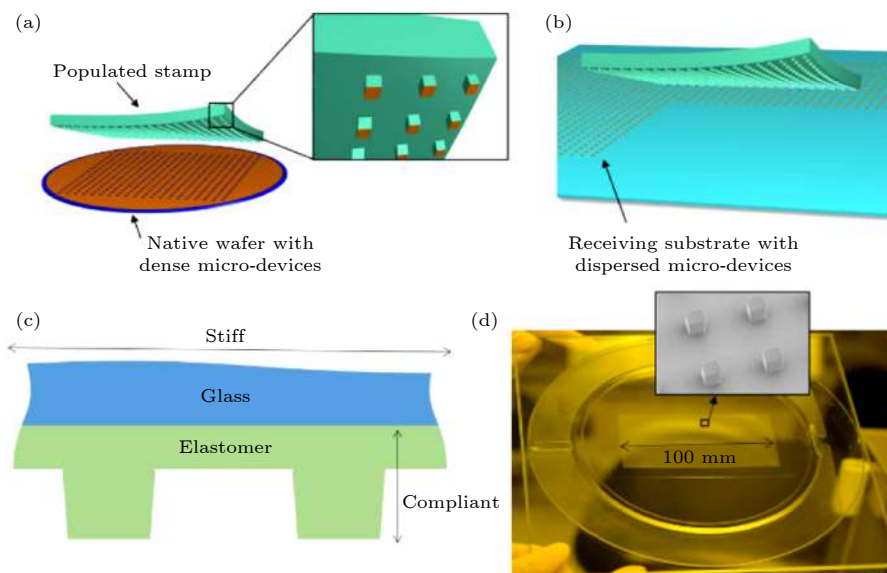 (a)
Populated stamp
Native wafer with
dense micro-devices
(b)
Receiving substrate with
dispersed micro-devices
(c)
Stiff
Glass
Elastomer
Compliant
(d)
100 mm